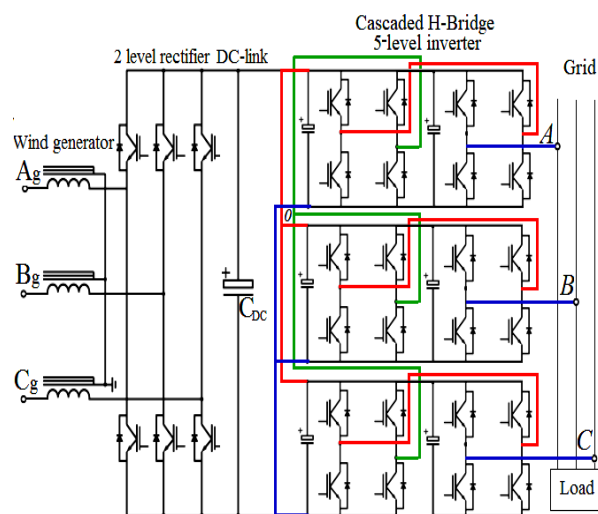 Cascaded H-Bridge
5-level inverter
2 level rectifier DC-link
Grid
Wind generator
Ag
A
0
Bg
B
CDC
Cg
C
Load
+
+
+
+
+
+
+